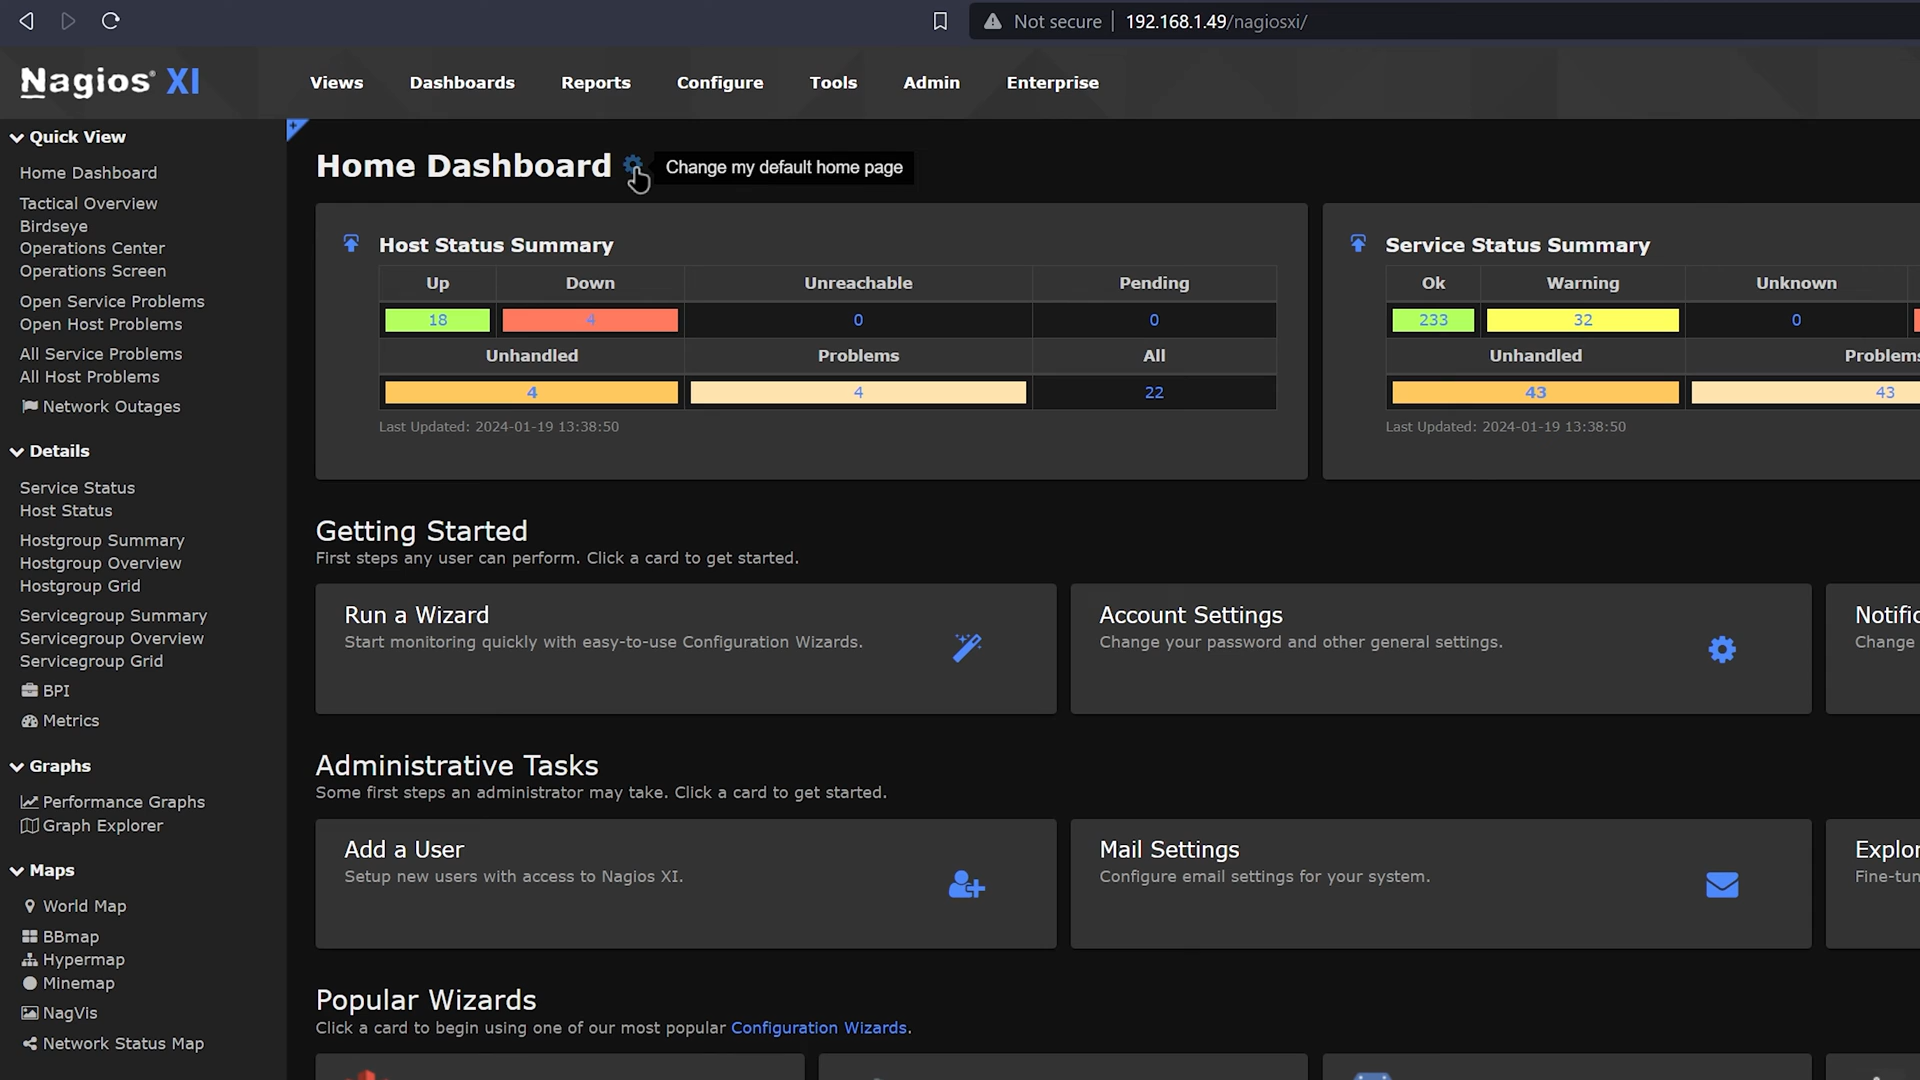 Not secure 192.168.1.49/nagiosxi/
Nagios® XI
Views Dashboards Reports Configure Tools Admin Enterprise
Quick View
Home Dashboard
Tactical Overview
Birdseye
Operations Center
Operations Screen
Open Service Problems
Open Host Problems
All Service Problems
All Host Problems
Network Outages
Details
Service Status
Host Status
Hostgroup Summary
Hostgroup Overview
Hostgroup Grid
Servicegroup Summary
Servicegroup Overview
Servicegroup Grid
BPI
Metrics
Graphs
Performance Graphs
Graph Explorer
Maps
World Map
BBmap
Hypermap
Minemap
NagVis
Network Status Map
Home Dashboard
Change my default home page
Host Status Summary
Up Down Unreachable Pending
18 4 0 0
Unhandled Problems All
4 4 22
Last Updated: 2024-01-19 13:38:50
Service Status Summary
Ok Warning Unknown
233 32 0
Unhandled Problems
43 43
Last Updated: 2024-01-19 13:38:50
Getting Started
First steps any user can perform. Click a card to get started.
Run a Wizard
Start monitoring quickly with easy-to-use Configuration Wizards.
Account Settings
Change your password and other general settings.
Notific
Change
Administrative Tasks
Some first steps an administrator may take. Click a card to get started.
Add a User
Setup new users with access to Nagios XI.
Mail Settings
Configure email settings for your system.
Explor
Fine-tun
Popular Wizards
Click a card to begin using one of our most popular Configuration Wizards.